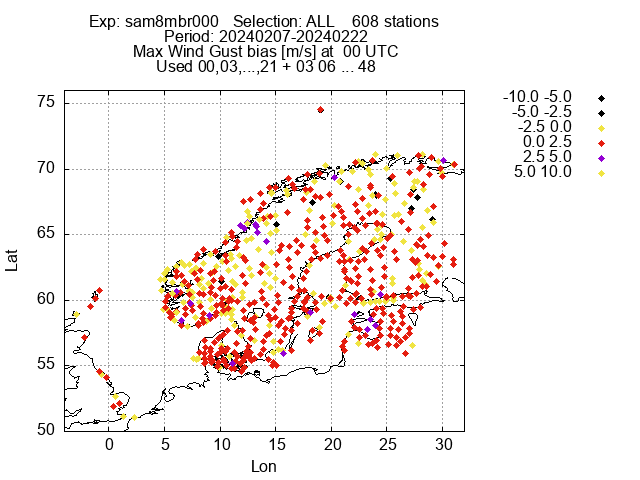 Exp: sam8mbr000   Selection: ALL    608 stations
Period: 20240207-20240222
Max Wind Gust bias [m/s] at  00 UTC
Used 00,03,...,21 + 03 06 ... 48
-10.0 -5.0
-5.0 -2.5
-2.5 0.0
0.0 2.5
2.5 5.0
5.0 10.0
75
70
65
60
55
50
Lat
0 5 10 15 20 25 30
Lon